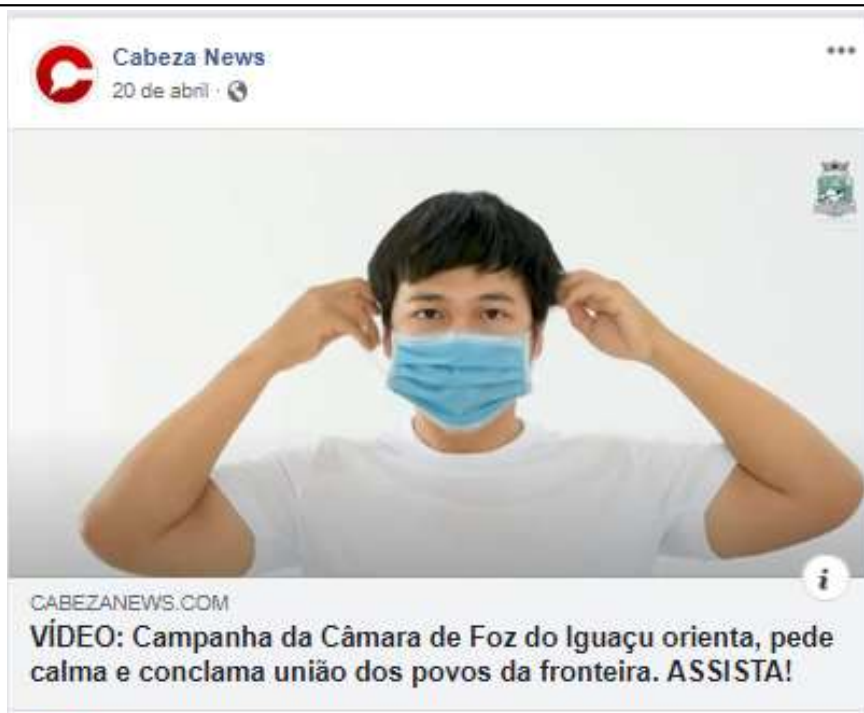 Cabeza News
20 de abril ·
CABEZANEWS.COM
VÍDEO: Campanha da Câmara de Foz do Iguaçu orienta, pede
calma e conclama união dos povos da fronteira. ASSISTA!